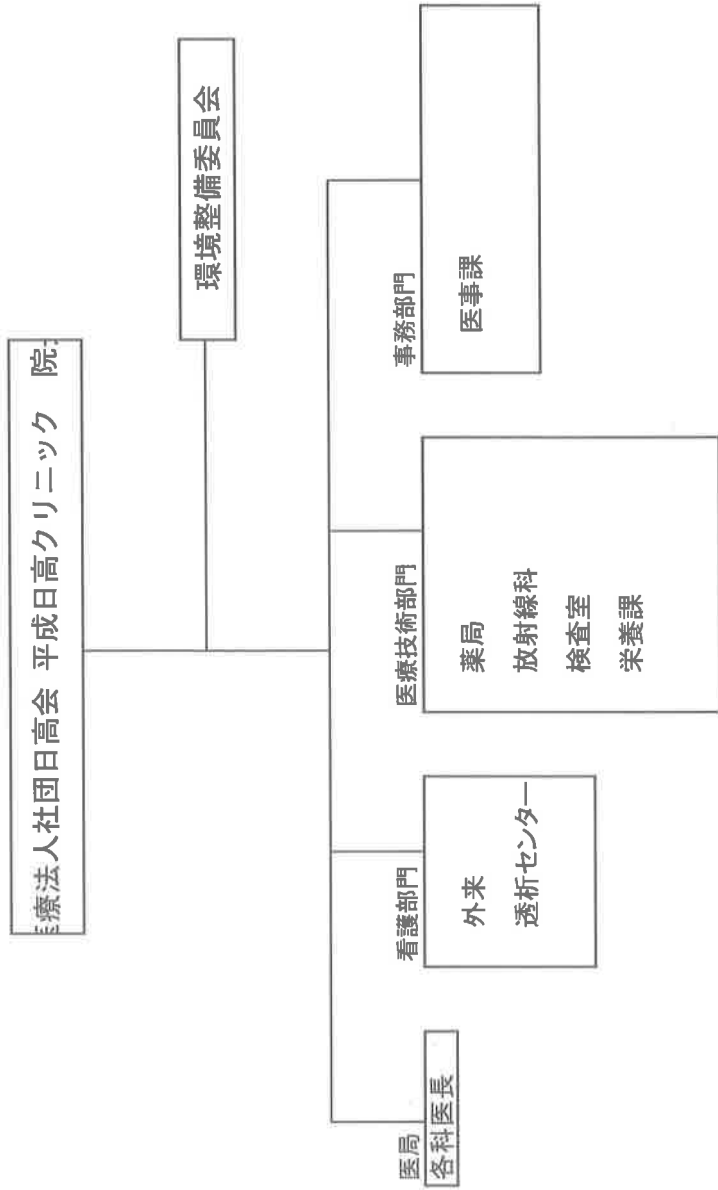 療法人社団日高会 平成日高クリニック 院
環境整備委員会
医局
各科医長
看護部門
外来
透析センター
医療技術部門
薬局
放射線科
検査室
栄養課
事務部門
医事課